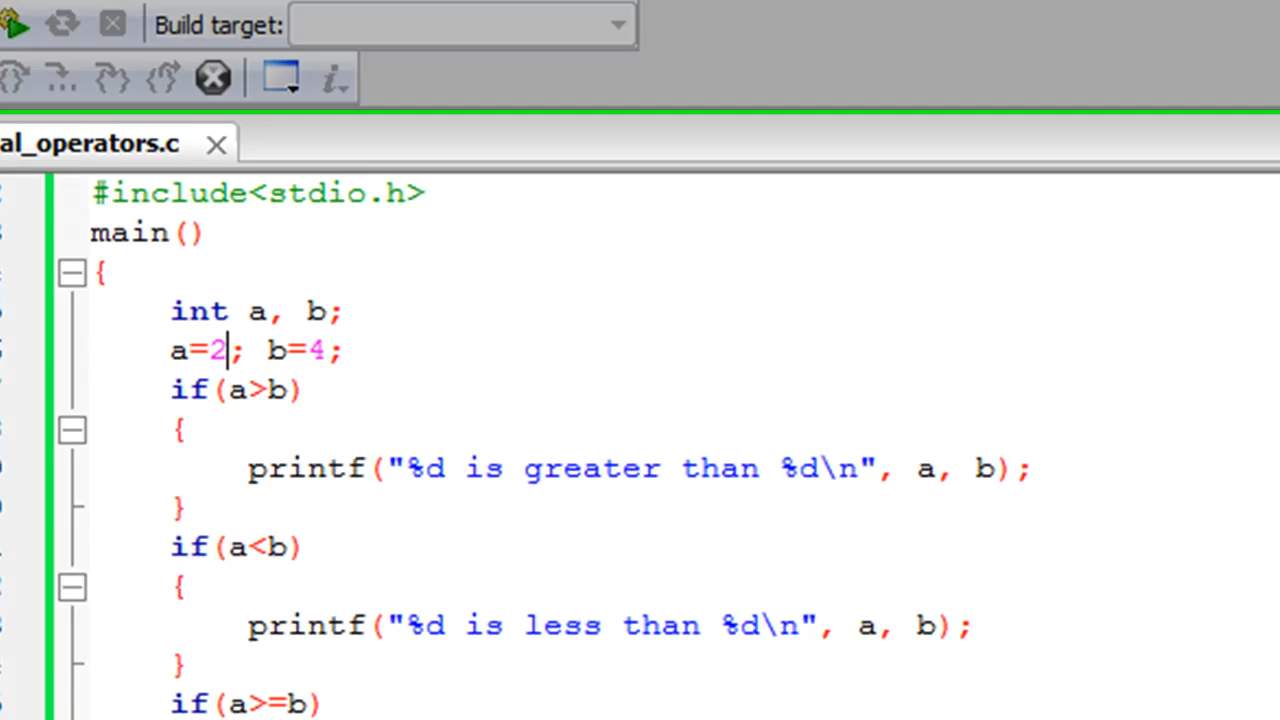 Build target:
al_operators.c
#include<stdio.h>
main()
{
int a, b;
a=2; b=4;
if(a>b)
{
printf("%d is greater than %d\n", a, b);
}
if(a<b)
{
printf("%d is less than %d\n", a, b);
}
if(a>=b)